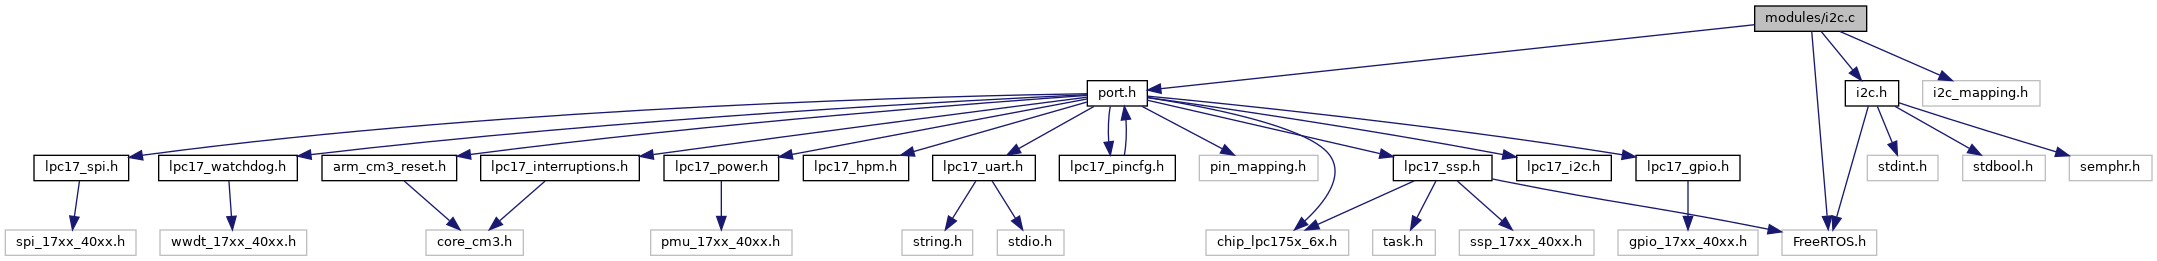 modules/i2c.c
port.h
i2c.h
i2c_mapping.h
lpc17_spi.h
lpc17_watchdog.h
arm_cm3_reset.h
lpc17_interruptions.h
lpc17_power.h
lpc17_hpm.h
lpc17_uart.h
lpc17_pincfg.h
pin_mapping.h
lpc17_ssp.h
lpc17_i2c.h
lpc17_gpio.h
stdint.h
stdbool.h
semphr.h
spi_17xx_40xx.h
wwdt_17xx_40xx.h
core_cm3.h
pmu_17xx_40xx.h
string.h
stdio.h
chip_lpc175x_6x.h
task.h
ssp_17xx_40xx.h
gpio_17xx_40xx.h
FreeRTOS.h